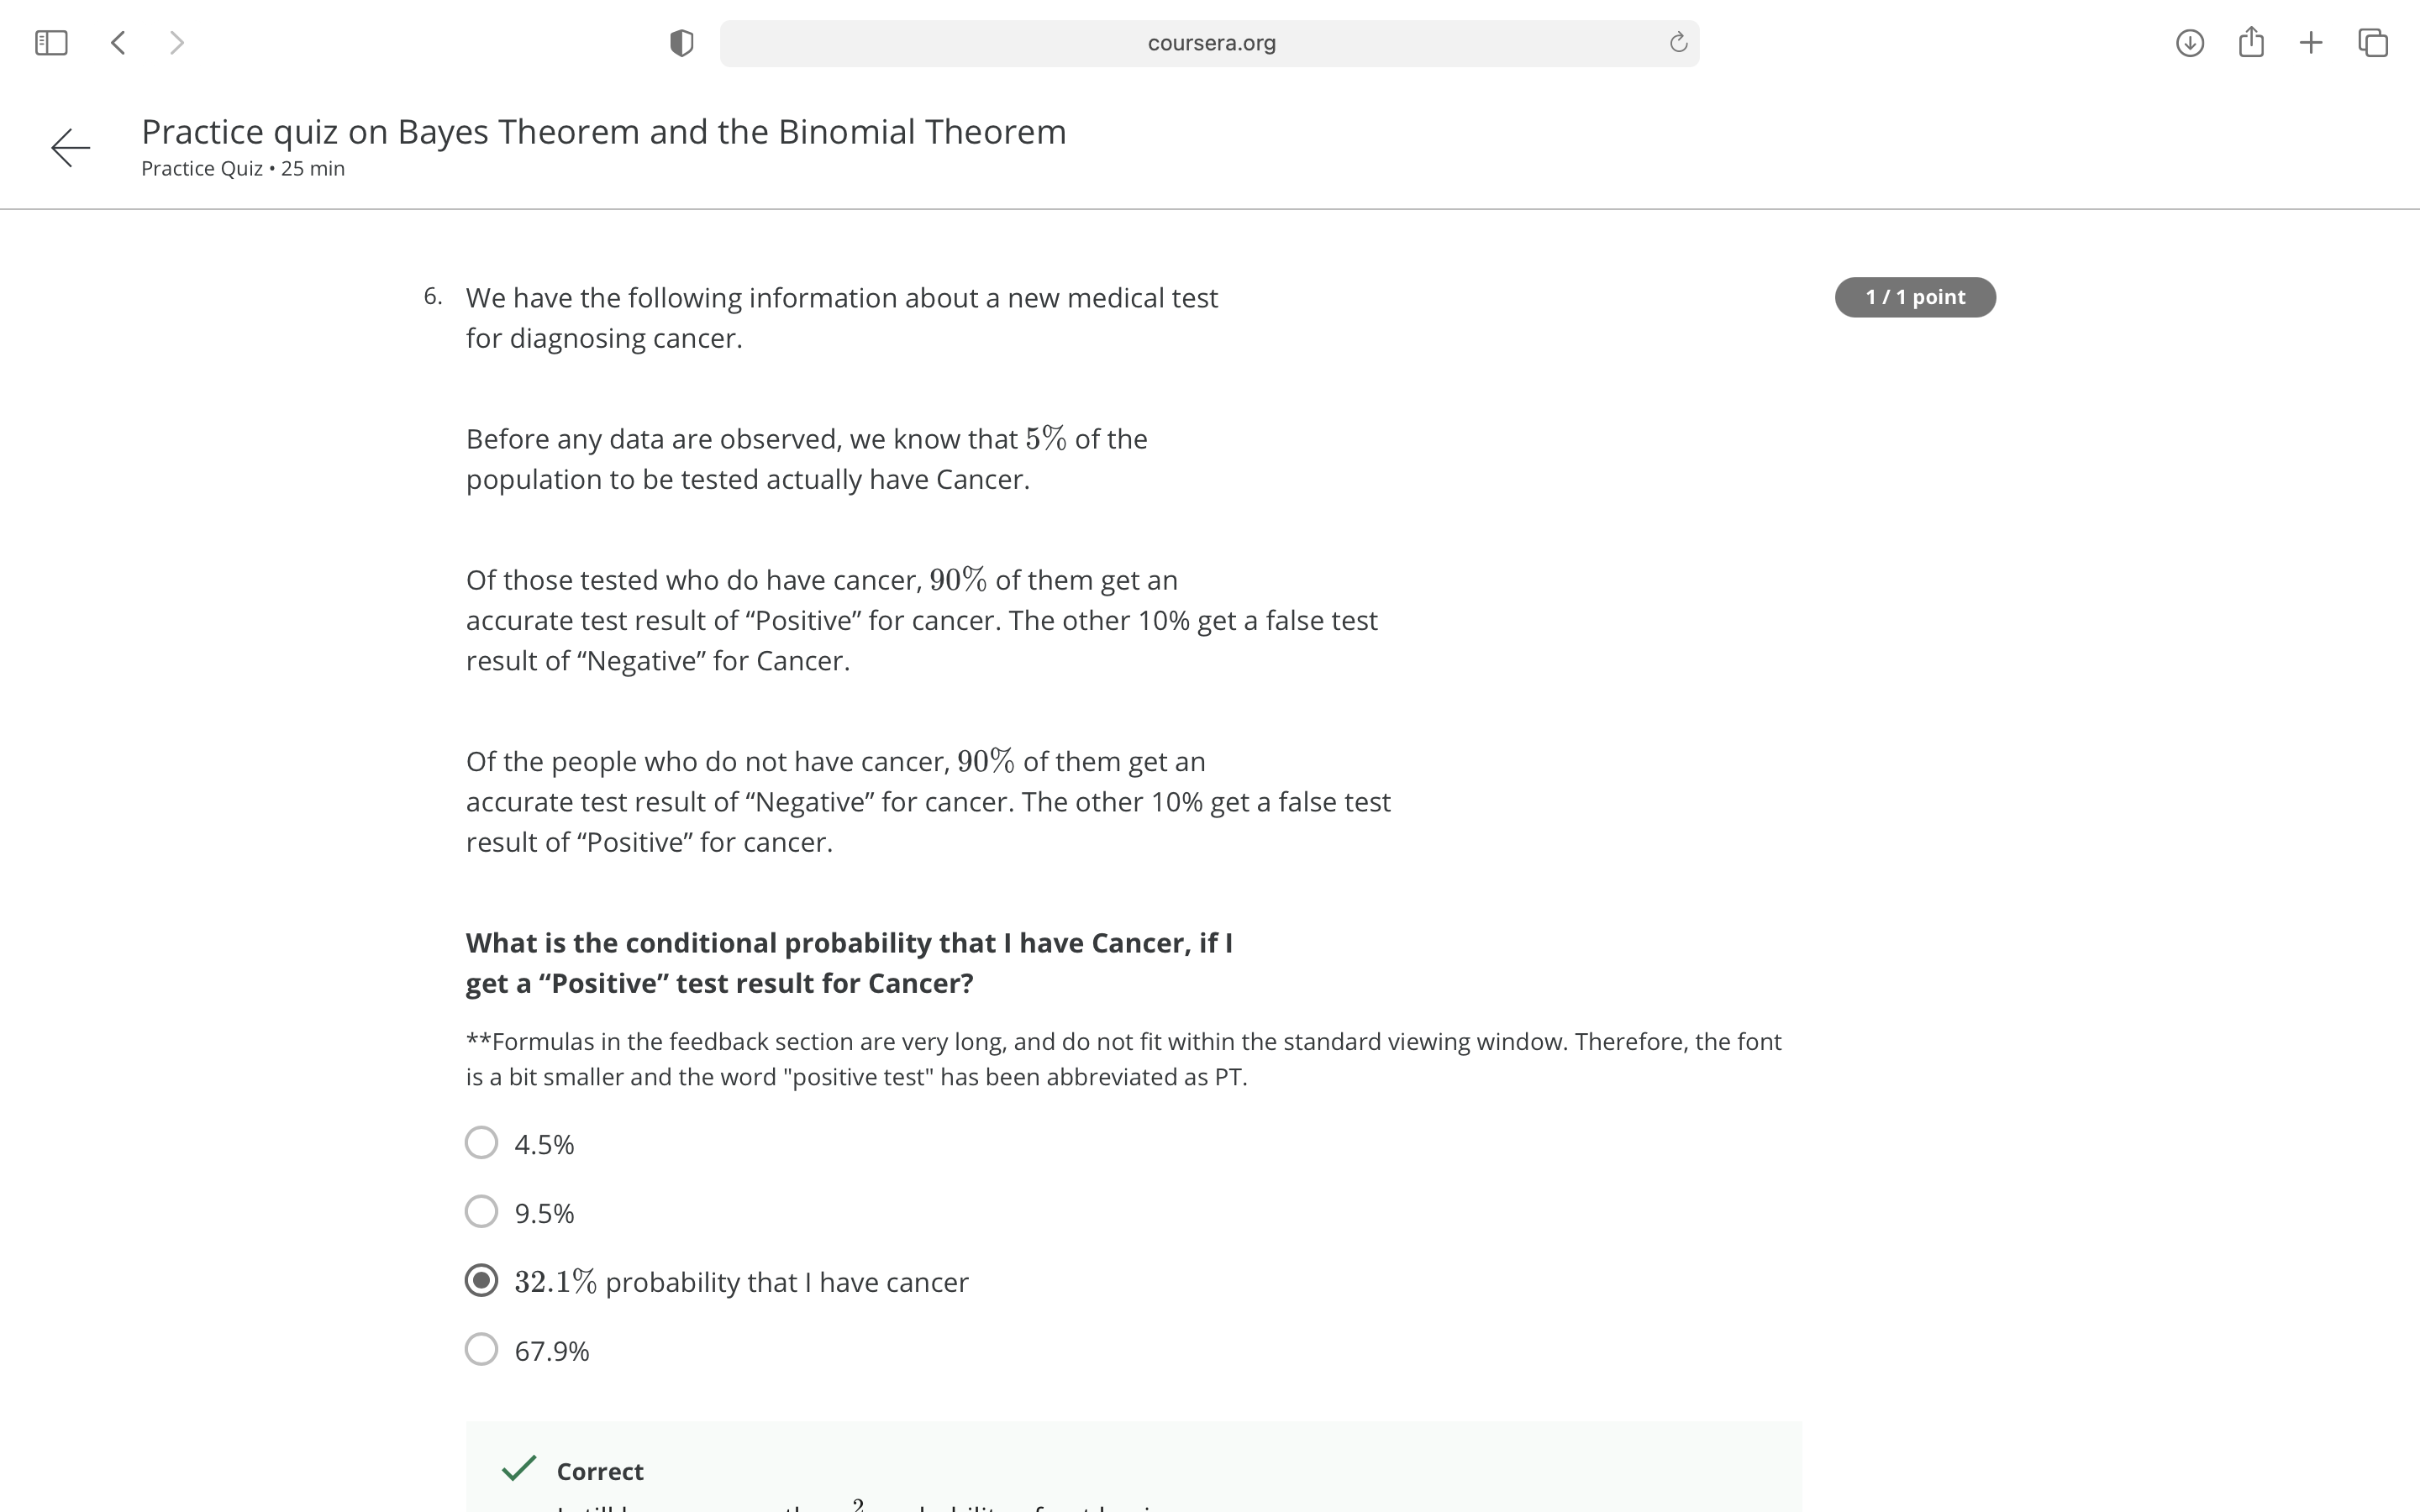 coursera.org
Practice quiz on Bayes Theorem and the Binomial Theorem
Practice Quiz • 25 min
6. We have the following information about a new medical test
1 / 1 point
for diagnosing cancer.
Before any data are observed, we know that 5% of the
population to be tested actually have Cancer.
Of those tested who do have cancer, 90% of them get an
accurate test result of “Positive” for cancer. The other 10% get a false test
result of “Negative” for Cancer.
Of the people who do not have cancer, 90% of them get an
accurate test result of “Negative” for cancer. The other 10% get a false test
result of “Positive” for cancer.
What is the conditional probability that I have Cancer, if I
get a “Positive” test result for Cancer?
**Formulas in the feedback section are very long, and do not fit within the standard viewing window. Therefore, the font
is a bit smaller and the word "positive test" has been abbreviated as PT.
4.5%
9.5%
32.1% probability that I have cancer
67.9%
Correct